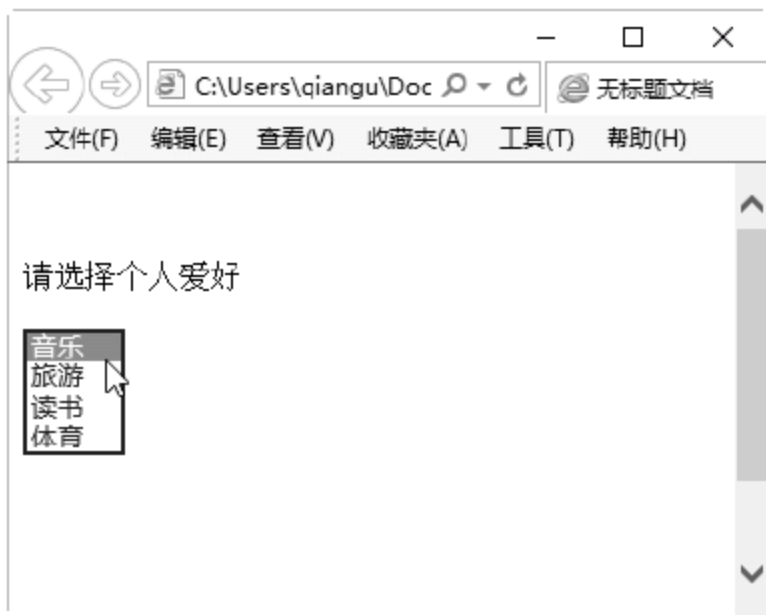 C:\Users\qiangu\Doc 无标题文档
文件(F) 编辑(E) 查看(V) 收藏夹(A) 工具(T) 帮助(H)
请选择个人爱好
音乐
旅游
读书
体育